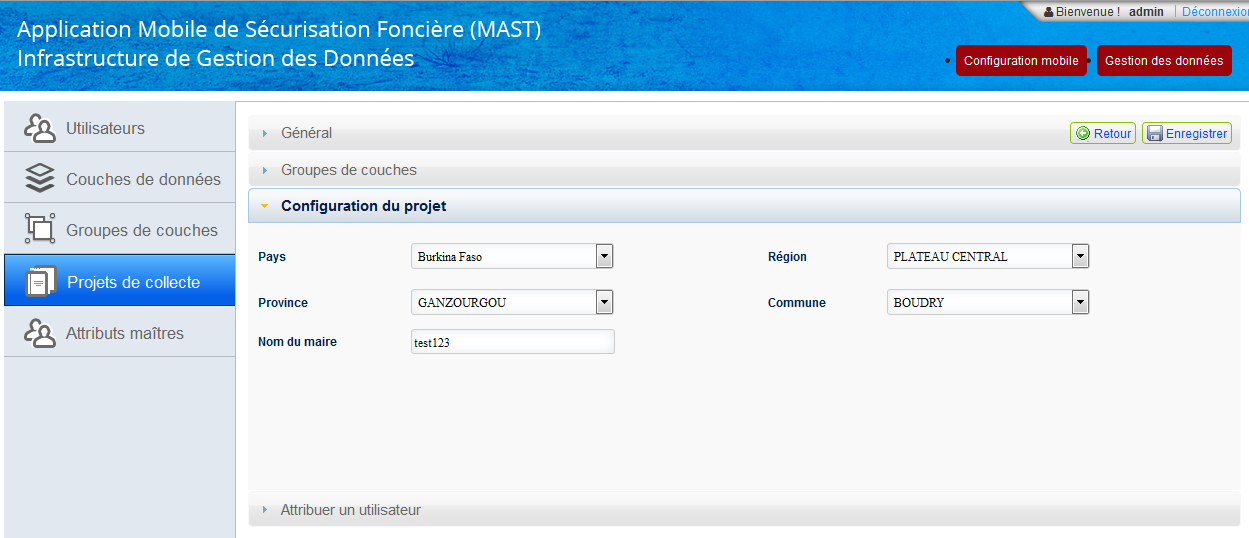 Application Mobile de Sécurisation Foncière (MAST)
Infrastructure de Gestion des Données
Bienvenue ! admin Déconnexion
Configuration mobile
Gestion des données
Utilisateurs
Couches de données
Groupes de couches
Projets de collecte
Attributs maîtres
Général
Retour
Enregistrer
Groupes de couches
Configuration du projet
Pays Burkina Faso Région PLATEAU CENTRAL
Province GANZOURGOU Commune BOUDRY
Nom du maire test123
Attribuer un utilisateur